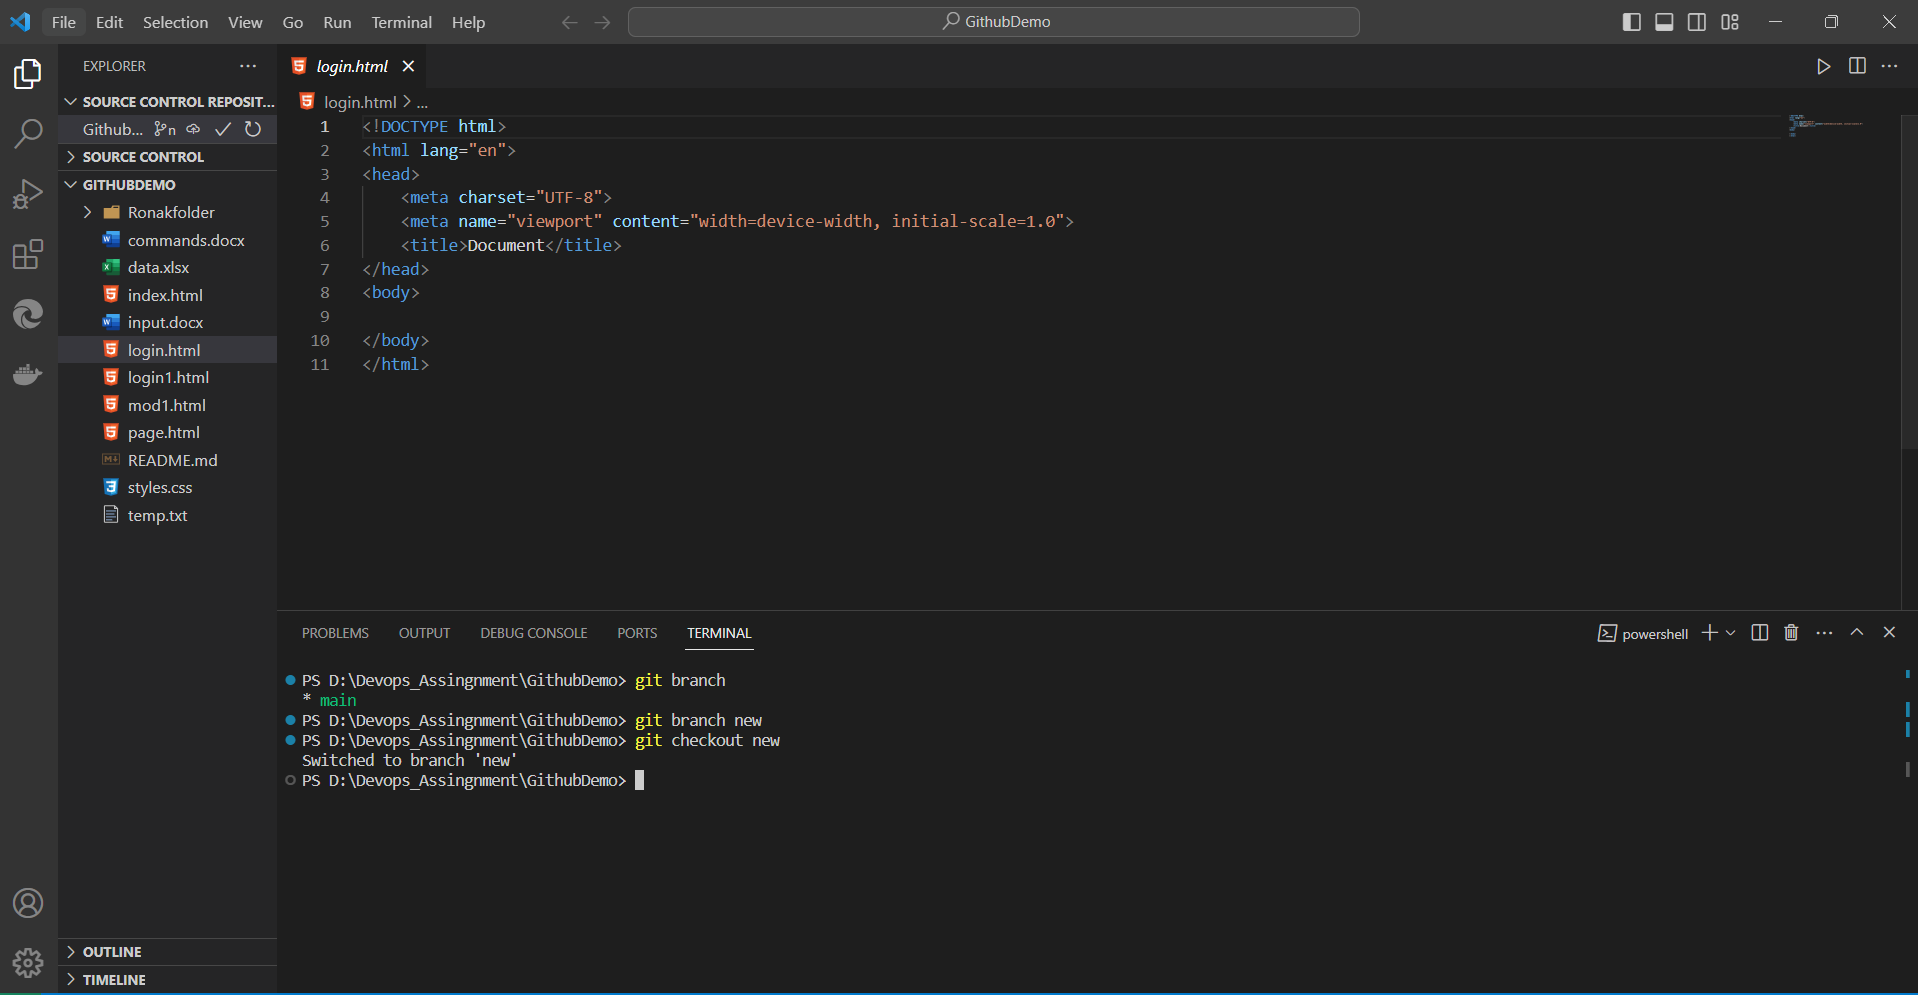 File Edit Selection View Go Run Terminal Help
GithubDemo
EXPLORER
SOURCE CONTROL REPOSIT...
Github... n
SOURCE CONTROL
GITHUBDEMO
Ronakfolder
commands.docx
data.xlsx
index.html
input.docx
login.html
login1.html
mod1.html
page.html
README.md
styles.css
temp.txt
OUTLINE
TIMELINE
login.html
login.html > ...
1 <!DOCTYPE html>
2 <html lang="en">
3 <head>
4 <meta charset="UTF-8">
5 <meta name="viewport" content="width=device-width, initial-scale=1.0">
6 <title>Document</title>
7 </head>
8 <body>
9
10 </body>
11 </html>
PROBLEMS OUTPUT DEBUG CONSOLE PORTS TERMINAL
powershell
PS D:\Devops_Assingnment\GithubDemo> git branch
* main
PS D:\Devops_Assingnment\GithubDemo> git branch new
PS D:\Devops_Assingnment\GithubDemo> git checkout new
Switched to branch 'new'
PS D:\Devops_Assingnment\GithubDemo>